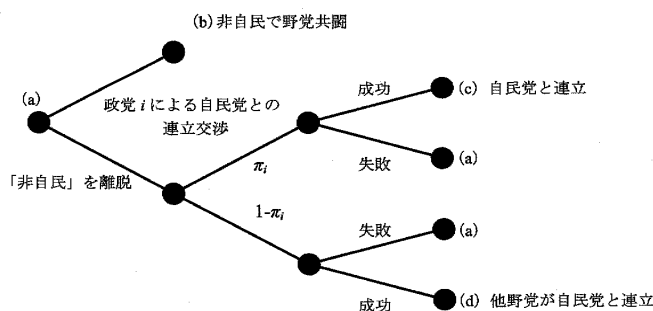 (b) 非自民で野党共闘
(a)
政党 i による自民党との
連立交渉
成功
(c) 自民党と連立
「非自民」を離脱
πi
失敗
(a)
1-πi
失敗
(a)
成功
(d) 他野党が自民党と連立